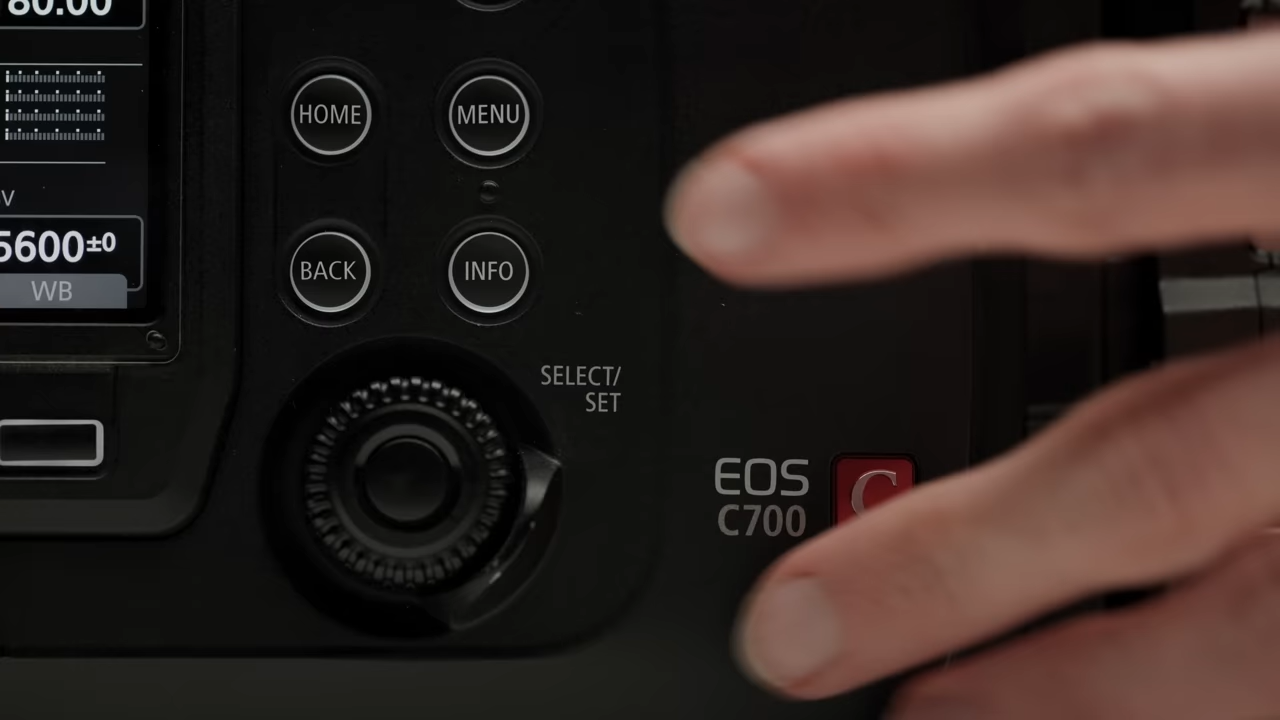 80.00
HOME
MENU
5600±0
WB
BACK
INFO
SELECT/
SET
EOS
C
C700